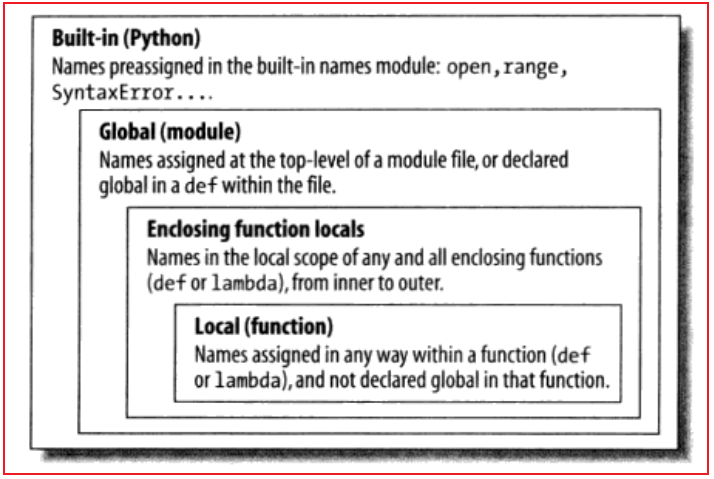 Built-in (Python)
Names preassigned in the built-in names module: open,range,
SyntaxError....
Global (module)
Names assigned at the top-level of a module file, or declared
global in a def within the file.
Enclosing function locals
Names in the local scope of any and all enclosing functions
(def or lambda), from inner to outer.
Local (function)
Names assigned in any way within a function (def
or lambda), and not declared global in that function.